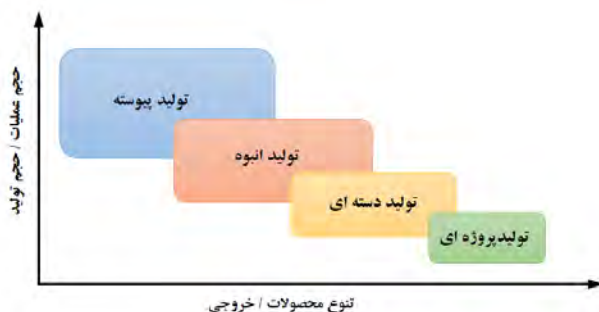 تولید پیوسته
تولید انبوه
تولید دسته ای
تولیدپروژه ای
حجم عملیات / حجم تولید
تنوع محصولات / خروجی